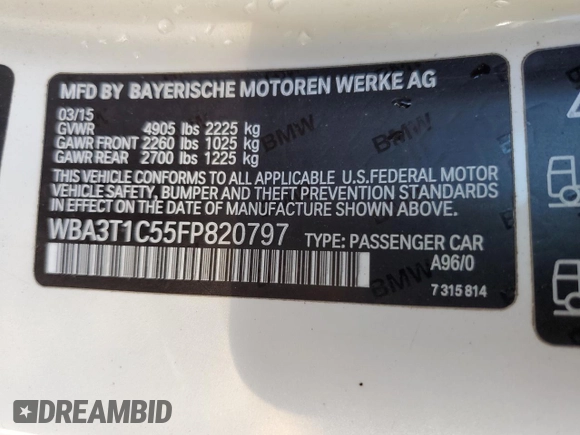 MFD BY BAYERISCHE MOTOREN WERKE AG
03/15
GVWR 4905 lbs 2225 kg
GAWR FRONT 2260 lbs 1025 kg
GAWR REAR 2700 lbs 1225 kg
THIS VEHICLE CONFORMS TO ALL APPLICABLE U.S.FEDERAL MOTOR
VEHICLE SAFETY, BUMPER AND THEFT PREVENTION STANDARDS
IN EFFECT ON THE DATE OF MANUFACTURE SHOWN ABOVE.
WBA3T1C55FP820797 TYPE: PASSENGER CAR
A96/0
7 315 814
BMW
BMW
DREAMBID